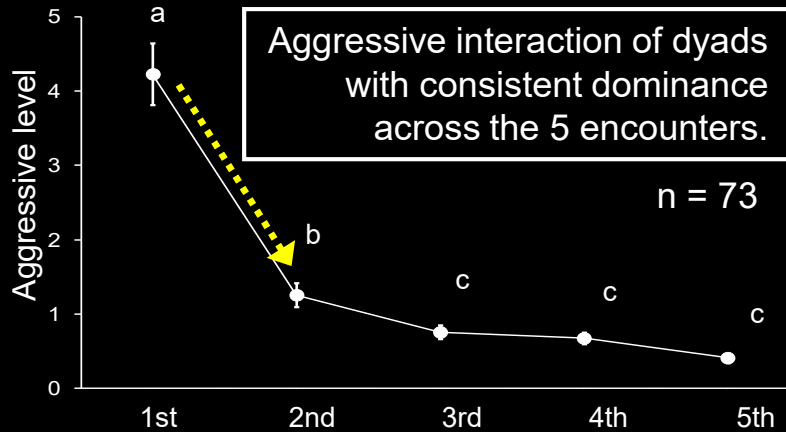 Aggressive interaction of dyads
with consistent dominance
across the 5 encounters.
n = 73
Aggressive level
5
4
3
2
1
0
a
b
c
c
c
1st 2nd 3rd 4th 5th